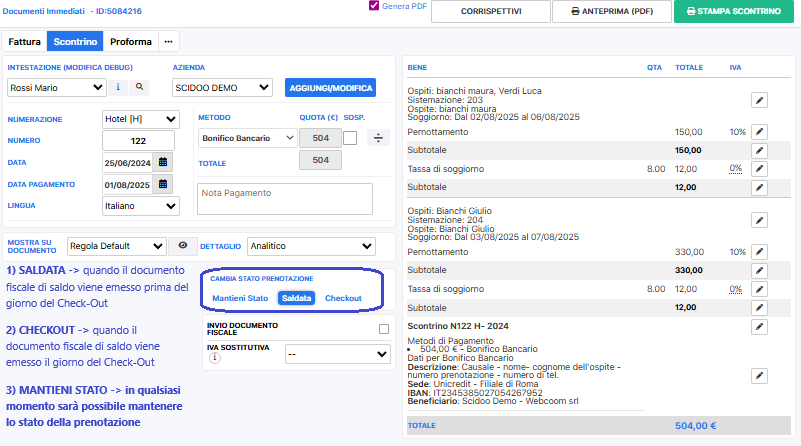 Documenti Immediati - ID:5084216
Genera PDF
CORRISPETTIVI
ANTEPRIMA (PDF)
STAMPA SCONTRINO
Fattura
Scontrino
Proforma
INTESTAZIONE (MODIFICA DEBUG)
AZIENDA
Rossi Mario
SCIDOO DEMO
AGGIUNGI/MODIFICA
NUMERAZIONE
Hotel [H]
NUMERO
122
DATA
25/06/2024
DATA PAGAMENTO
01/08/2025
LINGUA
Italiano
METODO
QUOTA (€)
SOSP.
Bonifico Bancario
504
TOTALE
504
Nota Pagamento
MOSTRA SU DOCUMENTO
Regola Default
DETTAGLIO
Analitico
1) SALDATA -> quando il documento
fiscale di saldo viene emesso prima del
giorno del Check-Out
2) CHECKOUT -> quando il
documento fiscale di saldo viene
emesso il giorno del Check-Out
3) MANTIENI STATO -> in qualsiasi
momento sarà possibile mantenere
lo stato della prenotazione
CAMBIA STATO PRENOTAZIONE
Mantieni Stato
Saldata
Checkout
INVIO DOCUMENTO
FISCALE
IVA SOSTITUTIVA
--
BENE QTA TOTALE IVA
Ospiti: bianchi maura, Verdi Luca
Sistemazione: 203
Ospite: bianchi maura
Soggiorno: Dal 02/08/2025 al 06/08/2025
Pernottamento 150,00 10%
Subtotale 150,00
Tassa di soggiorno 8.00 12,00 0%
Subtotale 12,00
Ospiti: Bianchi Giulio
Sistemazione: 204
Ospite: Bianchi Giulio
Soggiorno: Dal 03/08/2025 al 07/08/2025
Pernottamento 330,00 10%
Subtotale 330,00
Tassa di soggiorno 8.00 12,00 0%
Subtotale 12,00
Scontrino N122 H- 2024
Metodi di Pagamento
• 504,00 € - Bonifico Bancario
Dati per Bonifico Bancario
Descrizione: Causale - nome- cognome dell'ospite -
numero prenotazione - numero di tel.
Sede: Unicredit - Filiale di Roma
IBAN: IT2345385027054267952
Beneficiario: Scidoo Demo - Webcoom srl
TOTALE 504,00 €